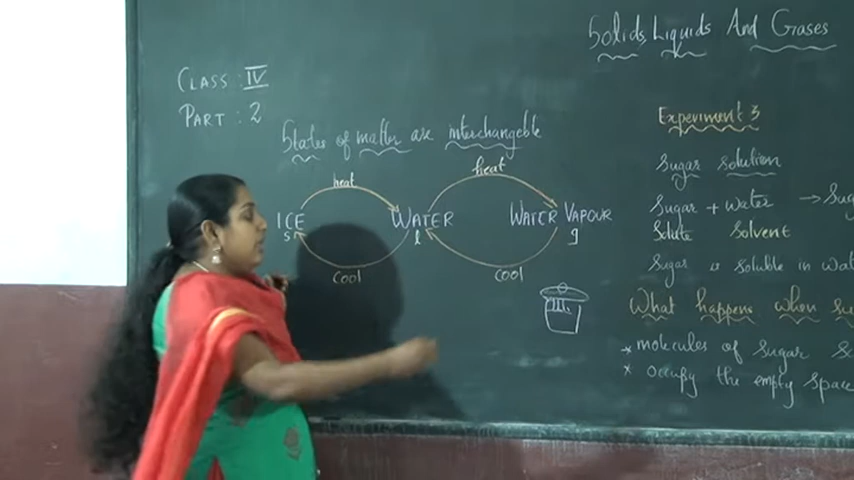 Solids, Liquids And Gases
CLASS : IV
PART : 2
States of matter are interchangeable
heat
heat
ICE
WATER
WATER VAPOUR
s
l
g
Cool
Cool
Experiment 3
Sugar solution
Sugar + Water → Sug
Solute Solvent
Sugar is soluble in wat
What happens when su
* molecules of sugar
* occupy the empty space